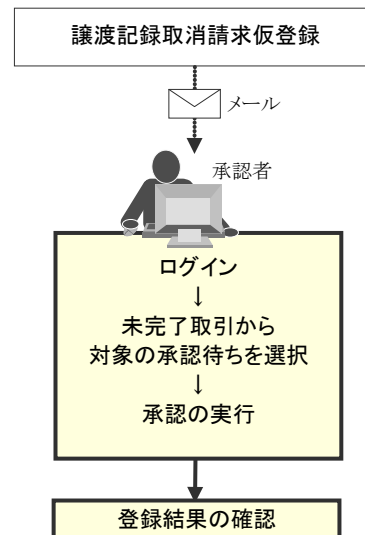 譲渡記録取消請求仮登録
メール
承認者
ログイン
↓
未完了取引から
対象の承認待ちを選択
↓
承認の実行
登録結果の確認